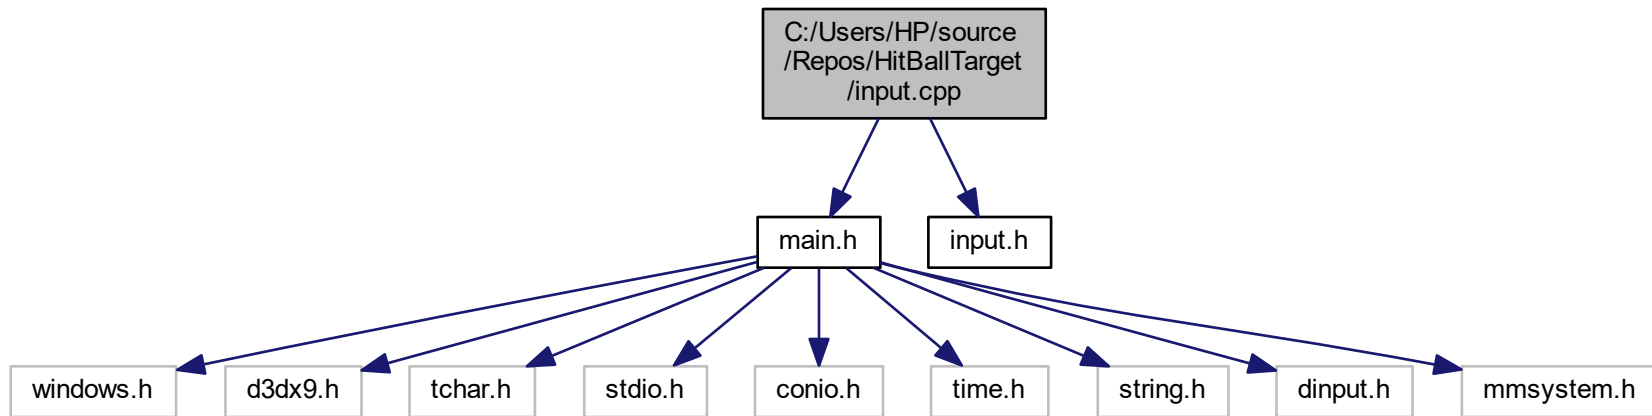 C:/Users/HP/source
/Repos/HitBallTarget
/input.cpp
main.h
input.h
windows.h
d3dx9.h
tchar.h
stdio.h
conio.h
time.h
string.h
dinput.h
mmsystem.h